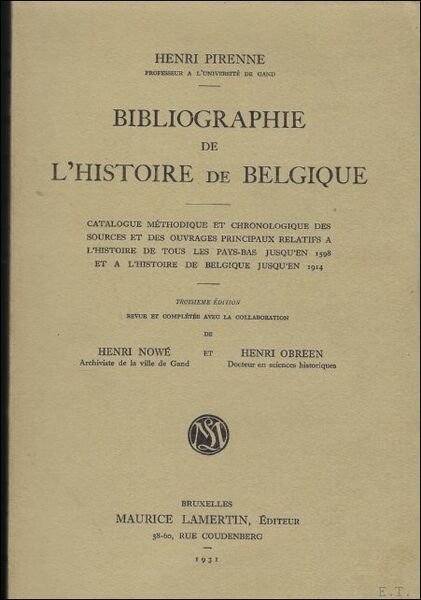 HENRI PIRENNE
PROFESSEUR A L'UNIVERSITÉ DE GAND
BIBLIOGRAPHIE
DE
L'HISTOIRE DE BELGIQUE
CATALOGUE MÉTHODIQUE ET CHRONOLOGIQUE DES
SOURCES ET DES OUVRAGES PRINCIPAUX RELATIFS A
L'HISTOIRE DE TOUS LES PAYS-BAS JUSQU'EN 1598
ET A L'HISTOIRE DE BELGIQUE JUSQU'EN 1914
TROISIEME ÉDITION
REVUE ET COMPLÉTÉE AVEC LA COLLABORATION
DE
HENRI NOWÉ ET HENRI OBREEN
Archiviste de la ville de Gand Docteur en sciences historiques
ML
BRUXELLES
MAURICE LAMERTIN, ÉDITEUR
58-60, RUE COUDENBERG
1931
E.T.